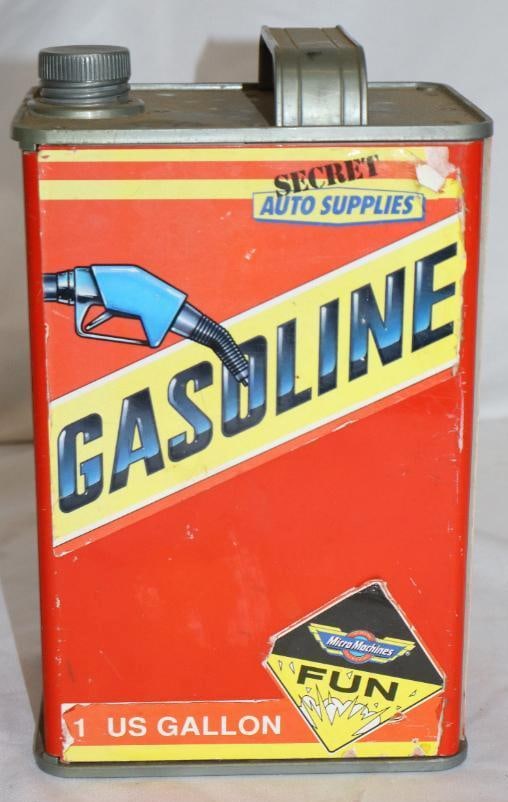 SECRET
AUTO SUPPLIES
GASOLINE
Micro Machines
FUN
1 US GALLON